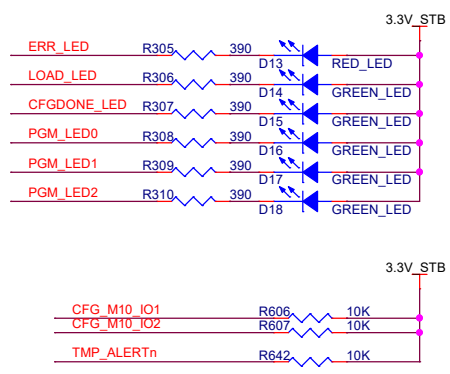 3.3V_STB
ERR_LED R305 390 D13 RED_LED
LOAD_LED R306 390 D14 GREEN_LED
CFGDONE_LED R307 390 D15 GREEN_LED
PGM_LED0 R308 390 D16 GREEN_LED
PGM_LED1 R309 390 D17 GREEN_LED
PGM_LED2 R310 390 D18 GREEN_LED
3.3V_STB
CFG_M10_IO1 R606 10K
CFG_M10_IO2 R607 10K
TMP_ALERTn R642 10K